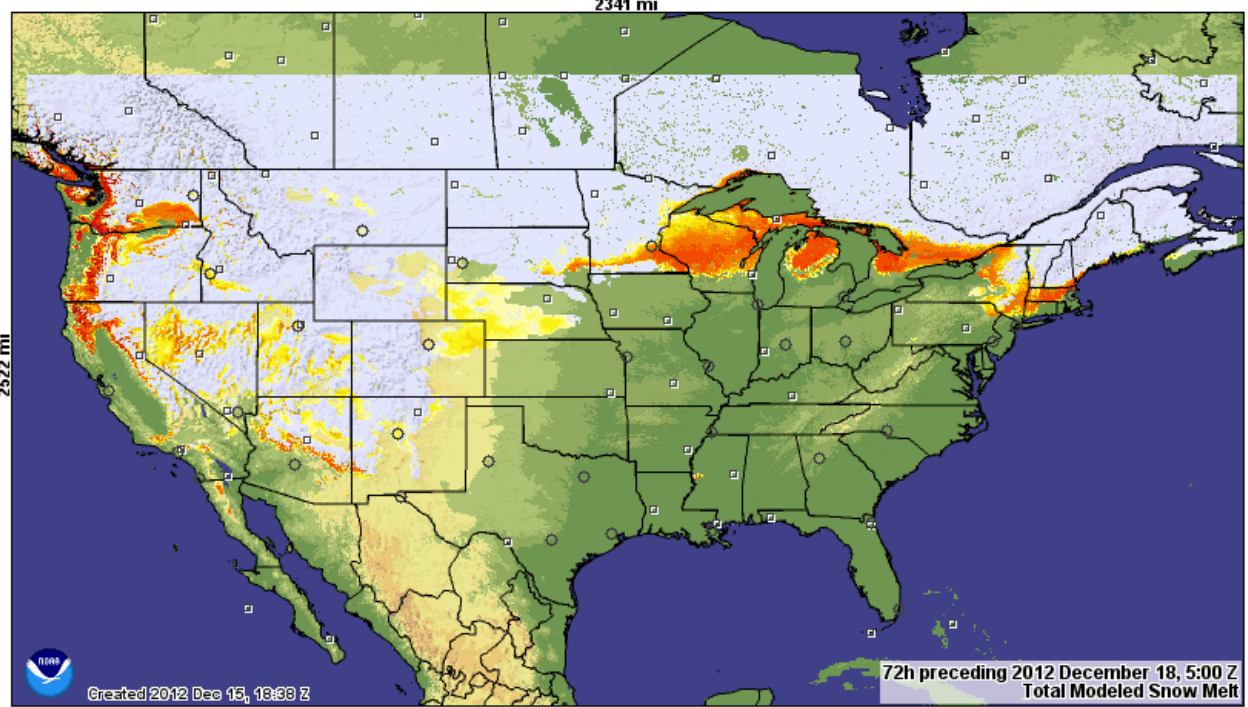 2341 mi
2522 mi
NOAA
Created 2012 Dec 15, 18:38 Z
72h preceding 2012 December 18, 5:00 Z
Total Modeled Snow Melt